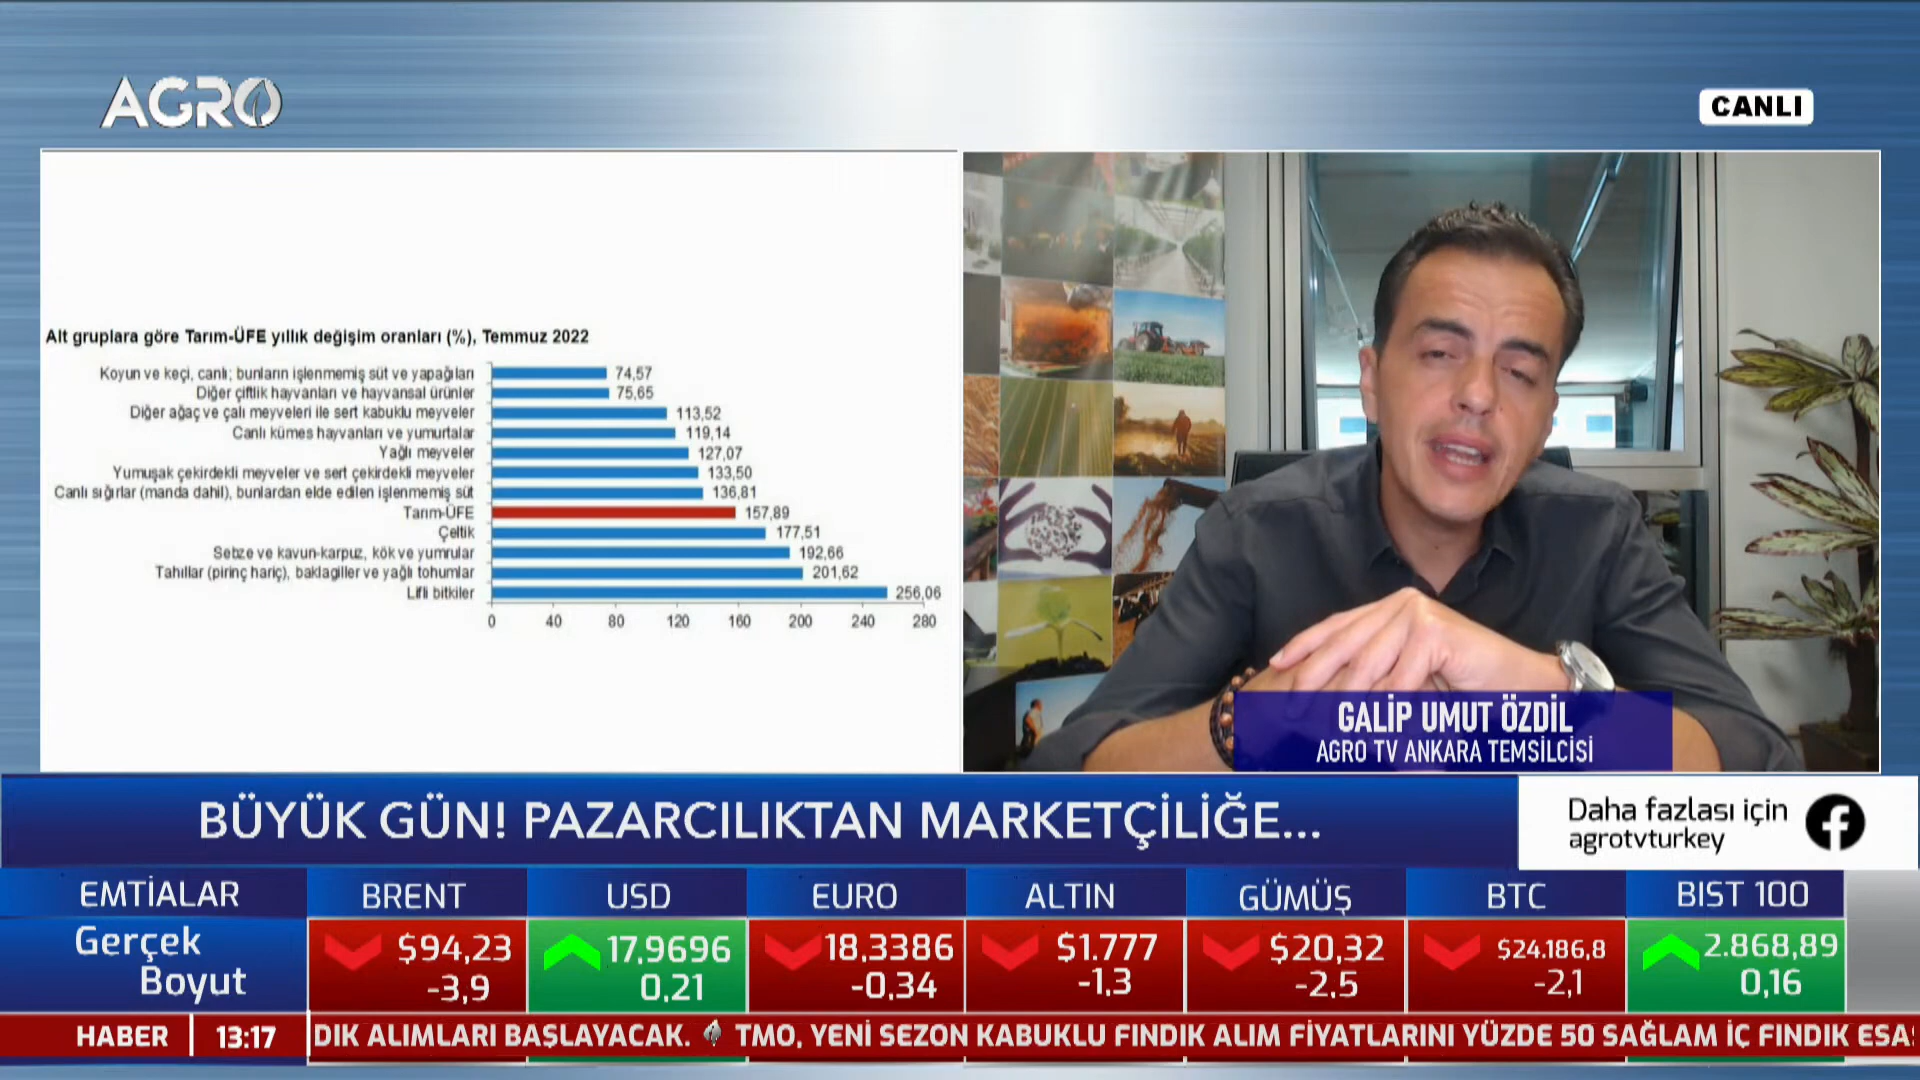 AGRO
CANLI
Alt gruplara göre Tarım-ÜFE yıllık değişim oranları (%), Temmuz 2022
Koyun ve keçi, canlı; bunların işlenmemiş süt ve yapağıları 74,57
Diğer çiftlik hayvanları ve hayvansal ürünler 75,65
Diğer ağaç ve çalı meyveleri ile sert kabuklu meyveler 113,52
Canlı kümes hayvanları ve yumurtalar 119,14
Yağlı meyveler 127,07
Yumuşak çekirdekli meyveler ve sert çekirdekli meyveler 133,50
Canlı sığırlar (manda dahil), bunlardan elde edilen işlenmemiş süt 136,81
Tarım-ÜFE 157,89
Çeltik 177,51
Sebze ve kavun-karpuz, kök ve yumrular 192,66
Tahıllar (pirinç hariç), baklagiller ve yağlı tohumlar 201,62
Lifli bitkiler 256,06
0 40 80 120 160 200 240 280
GALİP UMUT ÖZDİL
AGRO TV ANKARA TEMSİLCİSİ
BÜYÜK GÜN! PAZARCILIKTAN MARKETÇİLİĞE...
Daha fazlası için
agrotvturkey
EMTİALAR BRENT USD EURO ALTIN GÜMÜŞ BTC BIST 100
Gerçek $94,23 17,9696 18,3386 $1.777 $20,32 $24.186,8 2.868,89
Boyut -3,9 0,21 -0,34 -1,3 -2,5 -2,1 0,16
HABER 13:17 DIK ALIMLARI BAŞLAYACAK. TMO, YENİ SEZON KABUKLU FINDIK ALIM FİYATLARINI YÜZDE 50 SAĞLAM İÇ FINDIK ESAS